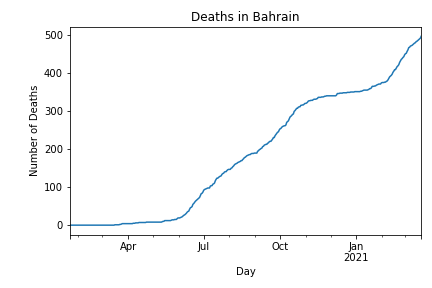 Deaths in Bahrain
Number of Deaths
500
400
300
200
100
0
Apr
Jul
Oct
Jan
2021
Day